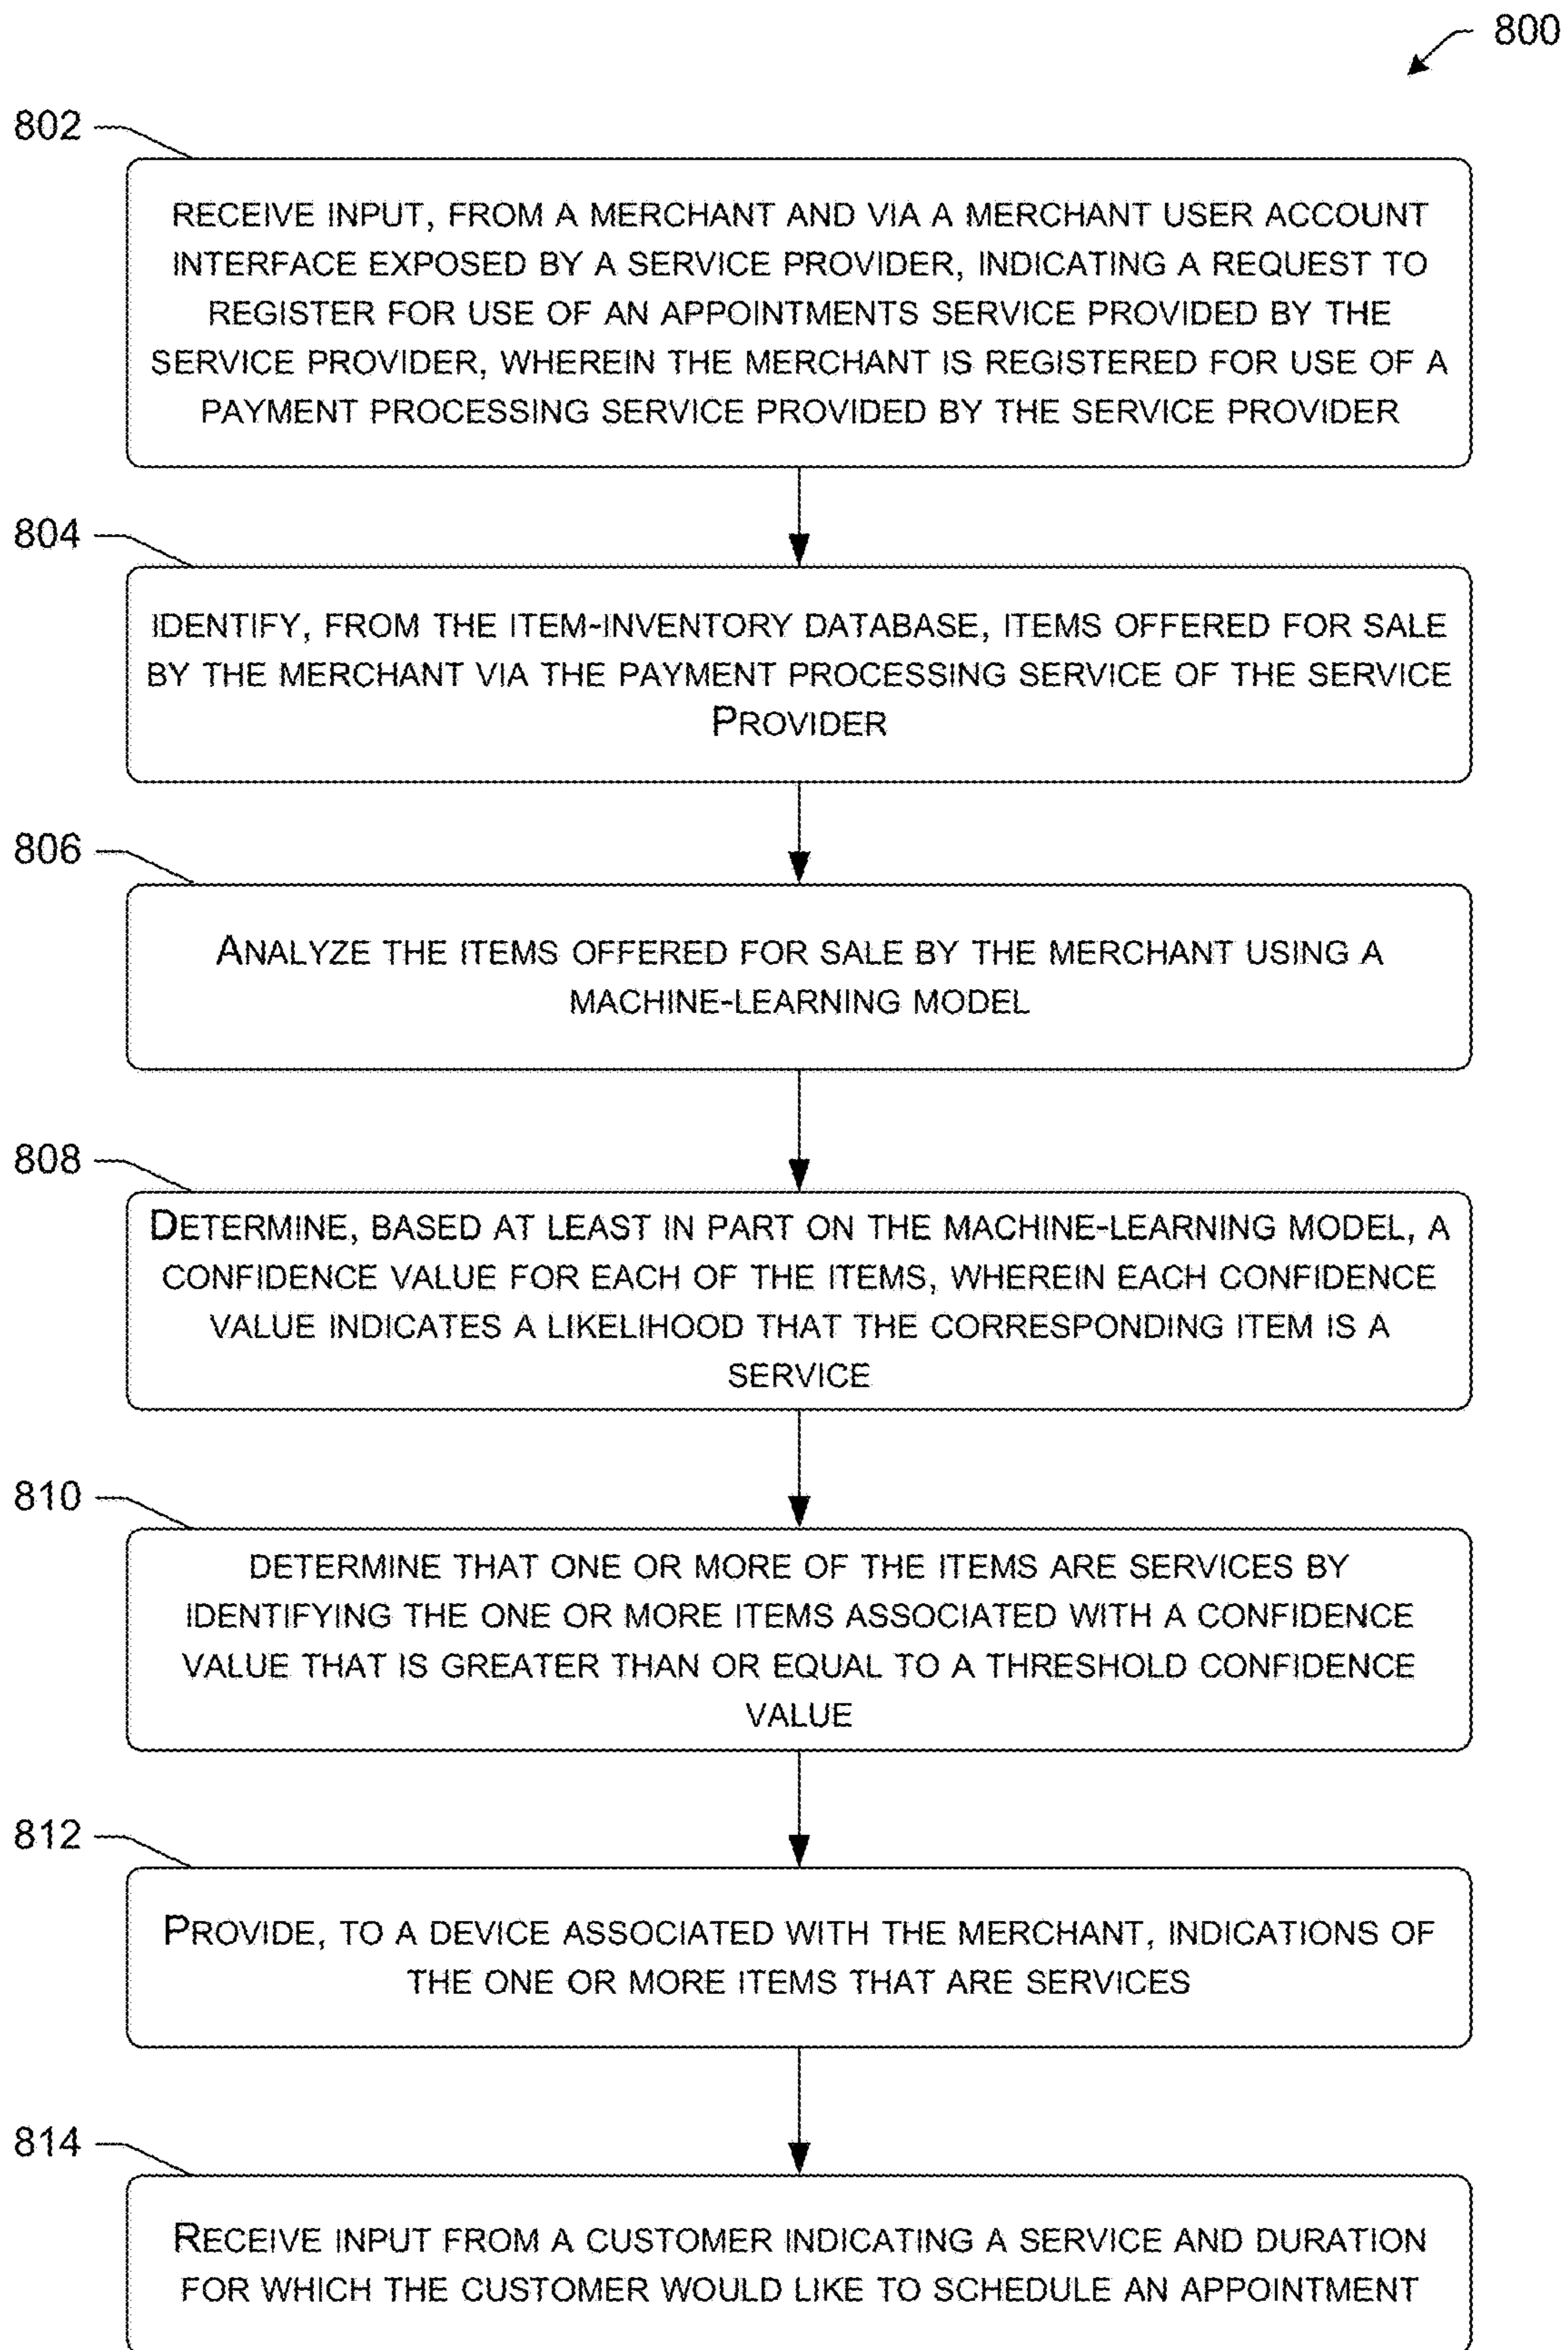 800
802
RECEIVE INPUT, FROM A MERCHANT AND VIA A MERCHANT USER ACCOUNT
INTERFACE EXPOSED BY A SERVICE PROVIDER, INDICATING A REQUEST TO
REGISTER FOR USE OF AN APPOINTMENTS SERVICE PROVIDED BY THE
SERVICE PROVIDER, WHEREIN THE MERCHANT IS REGISTERED FOR USE OF A
PAYMENT PROCESSING SERVICE PROVIDED BY THE SERVICE PROVIDER
804
IDENTIFY, FROM THE ITEM-INVENTORY DATABASE, ITEMS OFFERED FOR SALE
BY THE MERCHANT VIA THE PAYMENT PROCESSING SERVICE OF THE SERVICE
PROVIDER
806
ANALYZE THE ITEMS OFFERED FOR SALE BY THE MERCHANT USING A
MACHINE-LEARNING MODEL
808
DETERMINE, BASED AT LEAST IN PART ON THE MACHINE-LEARNING MODEL, A
CONFIDENCE VALUE FOR EACH OF THE ITEMS, WHEREIN EACH CONFIDENCE
VALUE INDICATES A LIKELIHOOD THAT THE CORRESPONDING ITEM IS A
SERVICE
810
DETERMINE THAT ONE OR MORE OF THE ITEMS ARE SERVICES BY
IDENTIFYING THE ONE OR MORE ITEMS ASSOCIATED WITH A CONFIDENCE
VALUE THAT IS GREATER THAN OR EQUAL TO A THRESHOLD CONFIDENCE
VALUE
812
PROVIDE, TO A DEVICE ASSOCIATED WITH THE MERCHANT, INDICATIONS OF
THE ONE OR MORE ITEMS THAT ARE SERVICES
814
RECEIVE INPUT FROM A CUSTOMER INDICATING A SERVICE AND DURATION
FOR WHICH THE CUSTOMER WOULD LIKE TO SCHEDULE AN APPOINTMENT